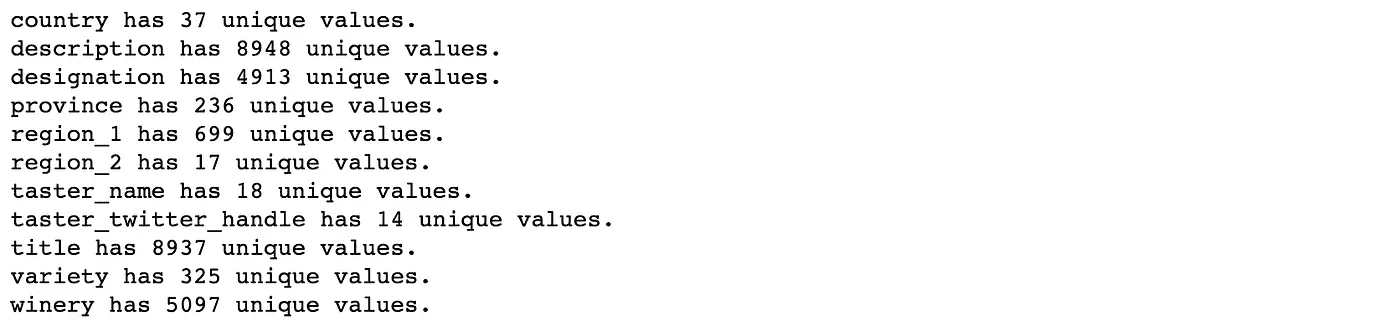 country has 37 unique values.
description has 8948 unique values.
designation has 4913 unique values.
province has 236 unique values.
region_1 has 699 unique values.
region_2 has 17 unique values.
taster_name has 18 unique values.
taster_twitter_handle has 14 unique values.
title has 8937 unique values.
variety has 325 unique values.
winery has 5097 unique values.